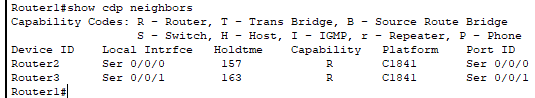 Router1#show cdp neighbors
Capability Codes: R - Router, T - Trans Bridge, B - Source Route Bridge
                  S - Switch, H - Host, I - IGMP, r - Repeater, P - Phone
Device ID    Local Intrfce   Holdtme    Capability   Platform    Port ID
Router2      Ser 0/0/0        157            R       C1841       Ser 0/0/0
Router3      Ser 0/0/1        163            R       C1841       Ser 0/0/1
Router1#